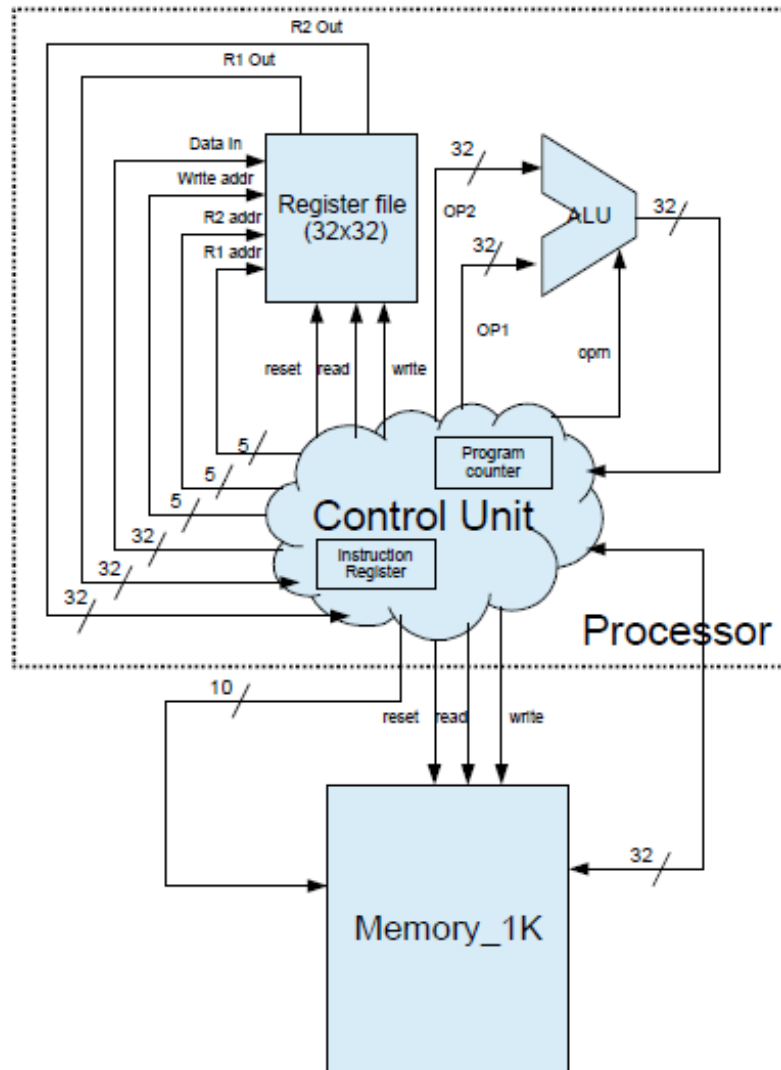 R2 Out
R1 Out
Data In
Write addr
R2 addr
R1 addr
Register file
(32x32)
32
OP2
32
OP1
ALU
32
oprn
reset
read
write
5
5
5
32
32
32
Program
counter
Control Unit
Instruction
Register
Processor
10
reset
read
write
32
Memory_1K